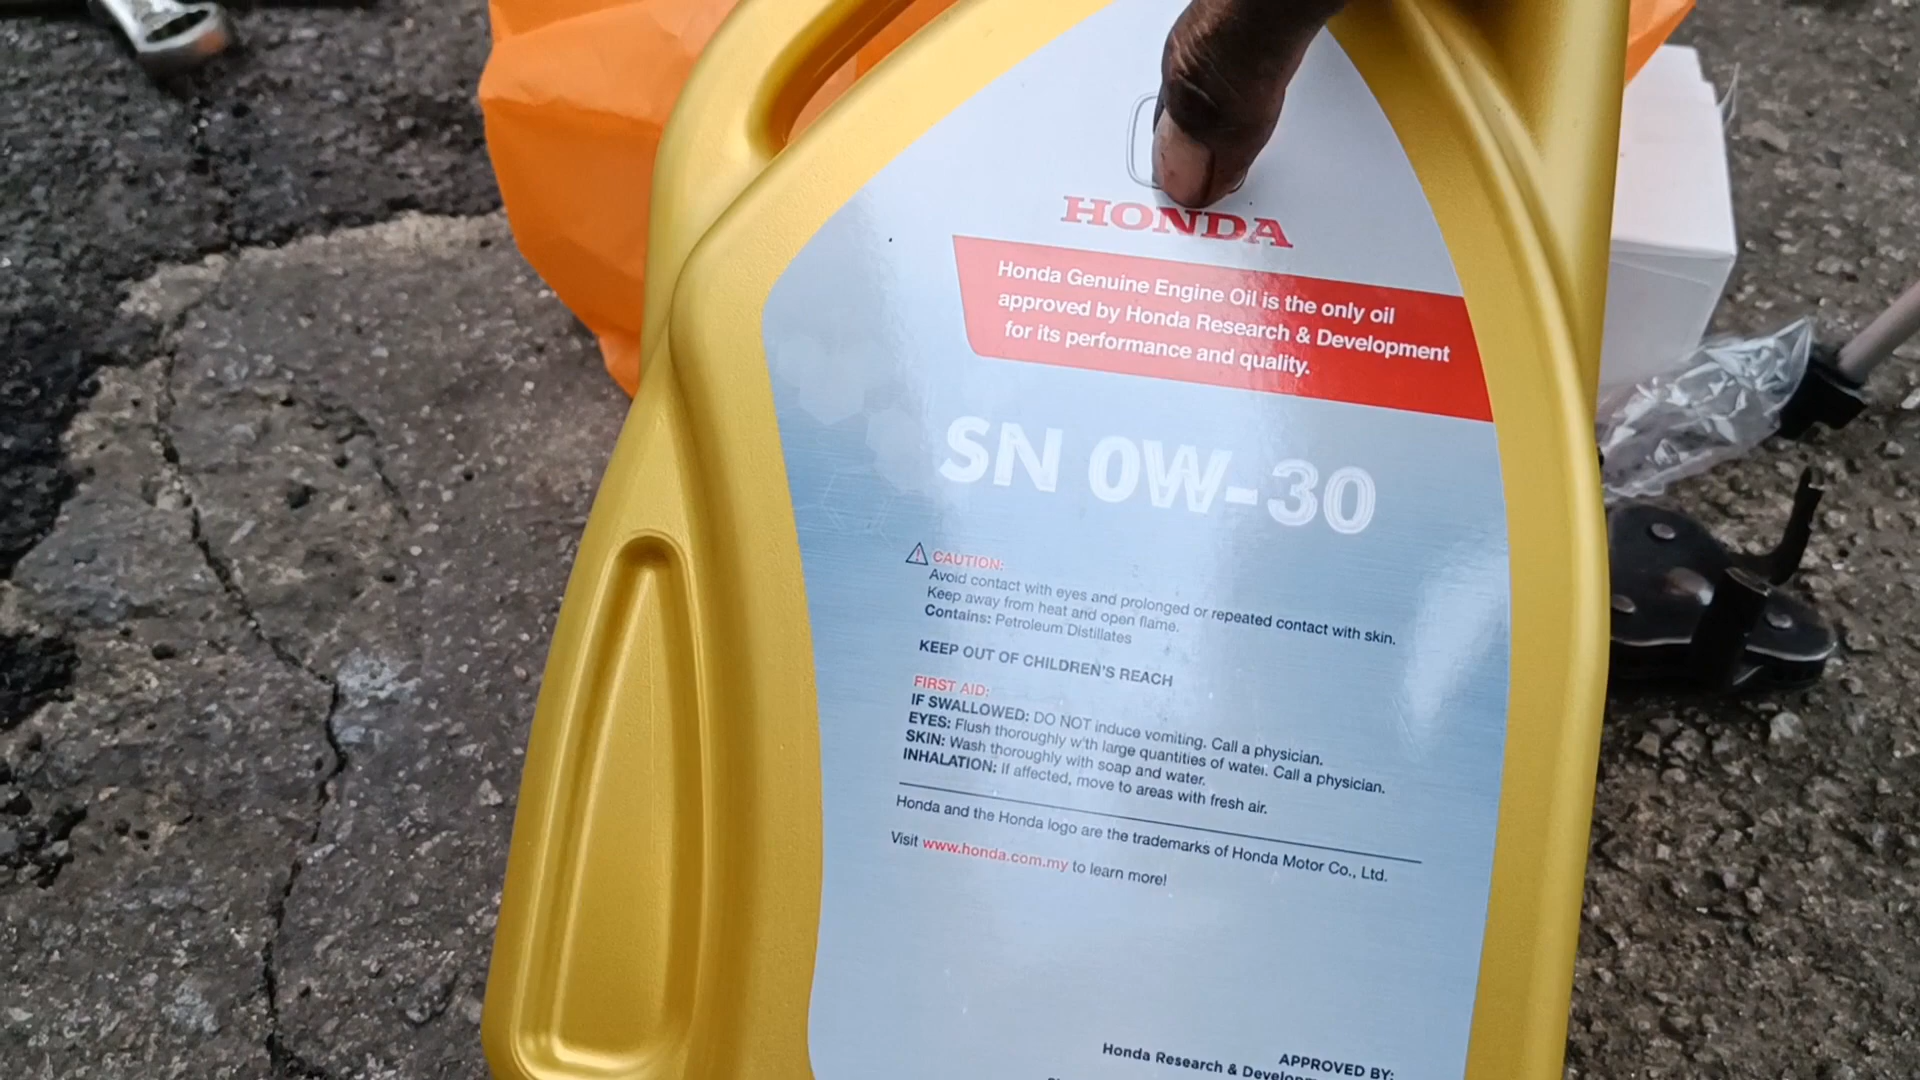 HONDA
Honda Genuine Engine Oil is the only oil
approved by Honda Research & Development
for its performance and quality.
SN 0W-30
CAUTION:
Avoid contact with eyes and prolonged or repeated contact with skin.
Keep away from heat and open flame.
Contains: Petroleum Distillates
KEEP OUT OF CHILDREN'S REACH
FIRST AID:
IF SWALLOWED: DO NOT induce vomiting. Call a physician.
EYES: Flush thoroughly with large quantities of water. Call a physician.
SKIN: Wash thoroughly with soap and water.
INHALATION: If affected, move to areas with fresh air.
Honda and the Honda logo are the trademarks of Honda Motor Co., Ltd.
Visit www.honda.com.my to learn more!
APPROVED BY:
Honda Research &